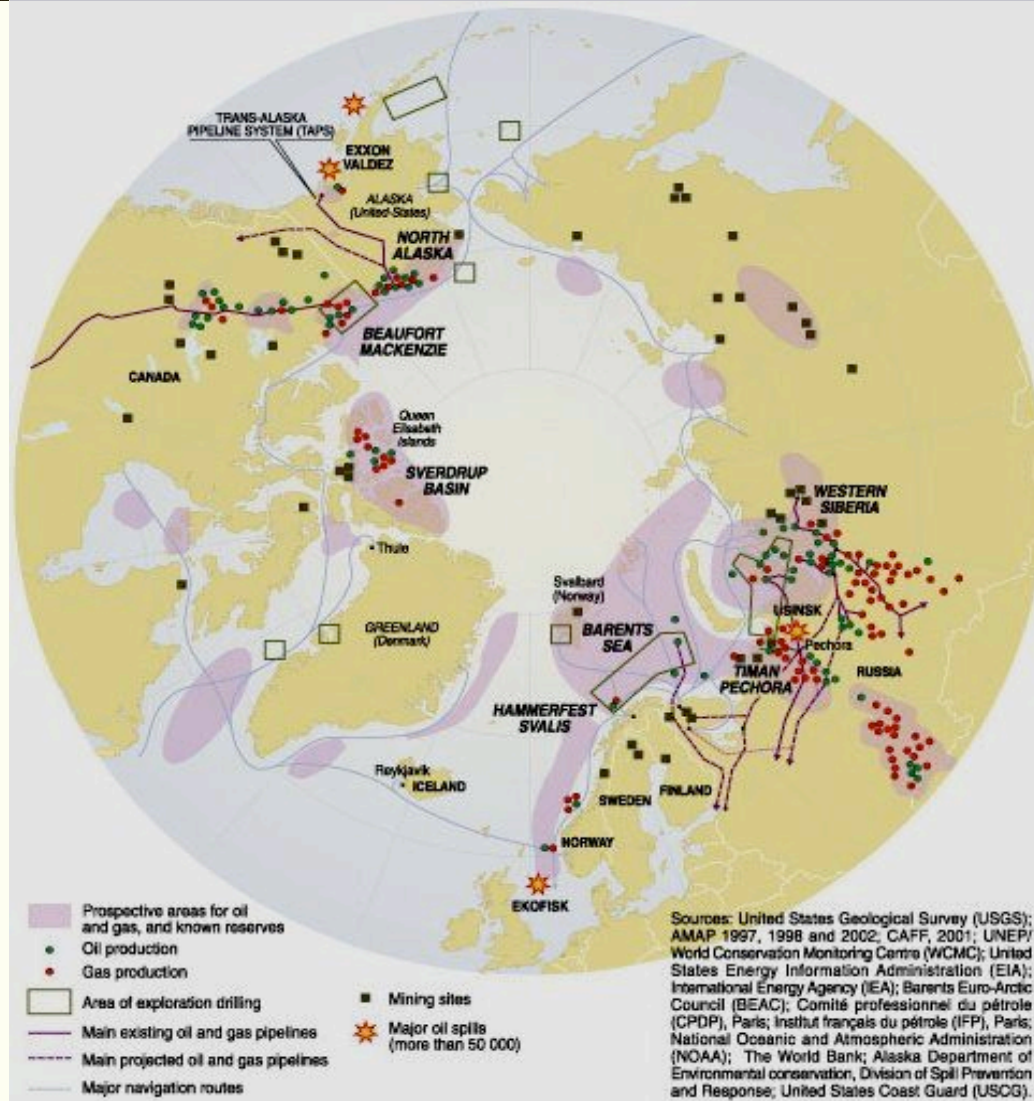 TRANS-ALASKA
PIPELINE SYSTEM (TAPS)
EXXON
VALDEZ
ALASKA
(United-States)
NORTH
ALASKA
BEAUFORT
MACKENZIE
CANADA
Queen
Elisabeth
Islands
SVERDRUP
BASIN
WESTERN
SIBERIA
Thule
Svalbard
(Norway)
USINSK
GREENLAND
(Denmark)
BARENTS
SEA
Pechora
TIMAN
PECHORA
RUSSIA
HAMMERFEST
SVALIS
Reykjavik
ICELAND
SWEDEN
FINLAND
NORWAY
EKOFISK
Prospective areas for oil
and gas, and known reserves
Oil production
Gas production
Area of exploration drilling
Main existing oil and gas pipelines
Main projected oil and gas pipelines
Major navigation routes
Mining sites
Major oil spills
(more than 50 000)
Sources: United States Geological Survey (USGS);
AMAP 1997, 1998 and 2002; CAFF, 2001; UNEP/
World Conservation Monitoring Centre (WCMC); United
States Energy Information Administration (EIA);
International Energy Agency (IEA); Barents Euro-Arctic
Council (BEAC); Comité professionnel du pétrole
(CPDP), Paris; Institut français du pétrole (IFP), Paris;
National Oceanic and Atmospheric Administration
(NOAA); The World Bank; Alaska Department of
Environmental conservation, Division of Spill Prevention
and Response; United States Coast Guard (USCG).